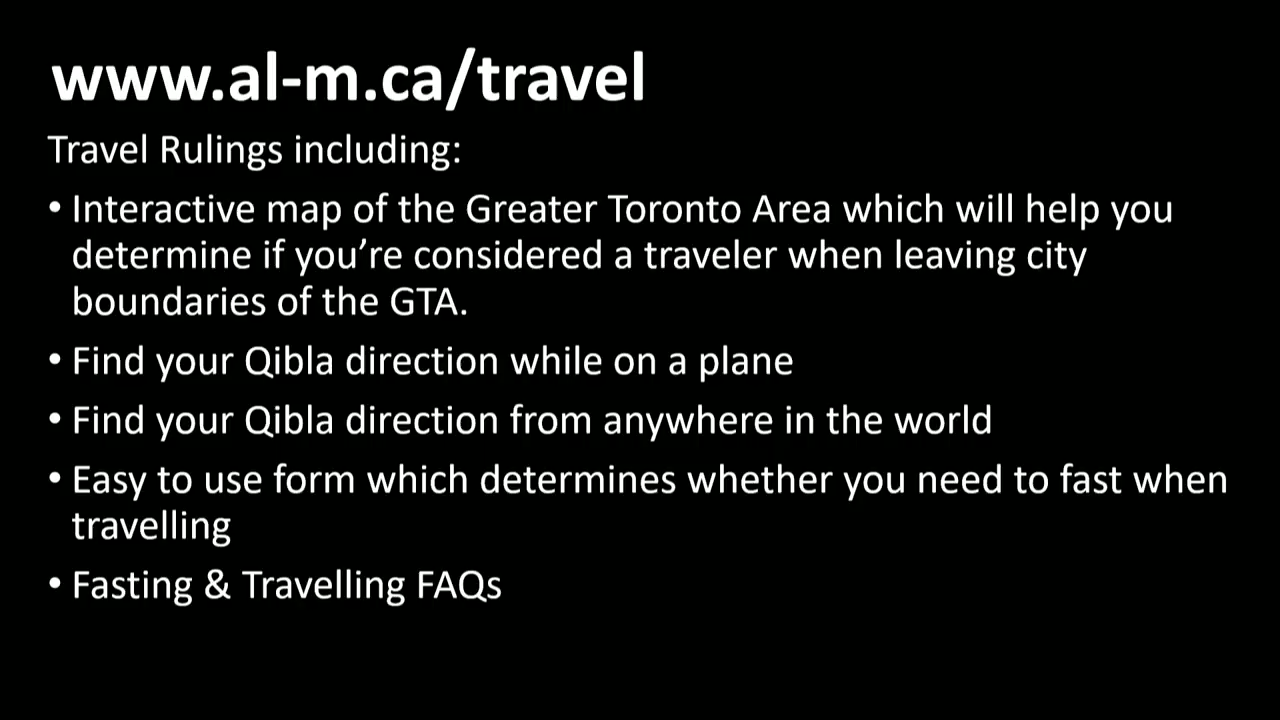 www.al-m.ca/travel
Travel Rulings including:
• Interactive map of the Greater Toronto Area which will help you
determine if you’re considered a traveler when leaving city
boundaries of the GTA.
• Find your Qibla direction while on a plane
• Find your Qibla direction from anywhere in the world
• Easy to use form which determines whether you need to fast when
travelling
• Fasting & Travelling FAQs